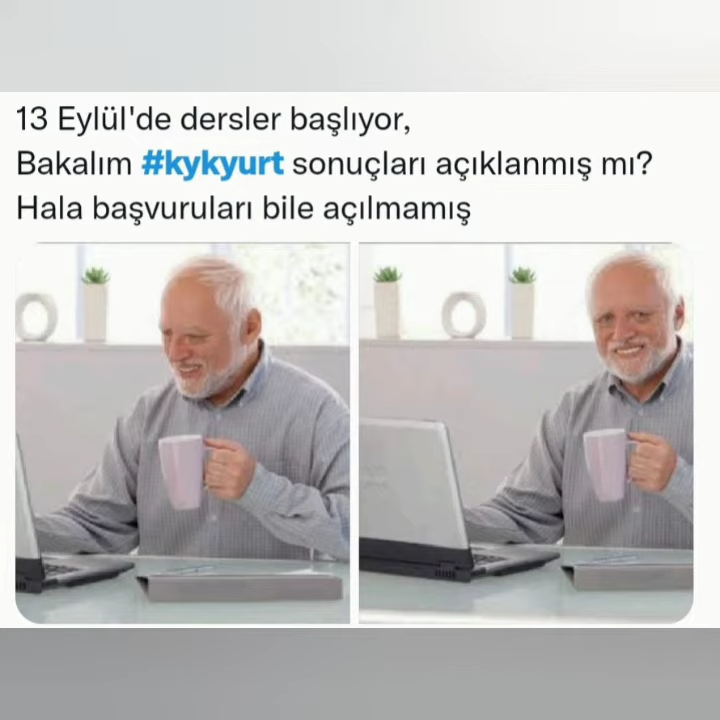 13 Eylül'de dersler başlıyor,
Bakalım #kykyurt sonuçları açıklanmış mı?
Hala başvuruları bile açılmamış